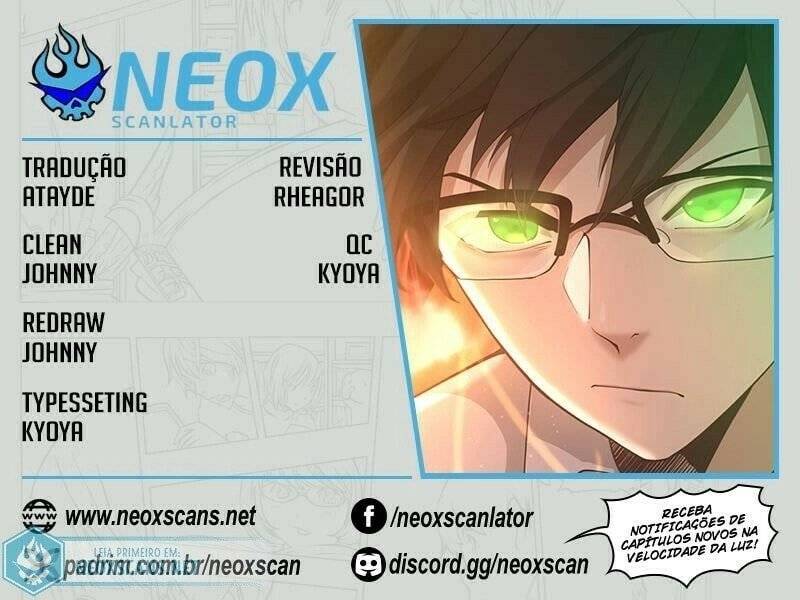 NEOX
SCANLATOR
TRADUÇÃO
ATAYDE
REVISÃO
RHEAGOR
CLEAN
JOHNNY
QC
KYOYA
REDRAW
JOHNNY
TYPESSETING
KYOYA
www.neoxscans.net
/neoxscanlator
LEIA PRIMEIRO EM:
padrim.com.br/neoxscan
discord.gg/neoxscan
RECEBA
NOTIFICAÇÕES DE
CAPÍTULOS NOVOS NA
VELOCIDADE DA LUZ!